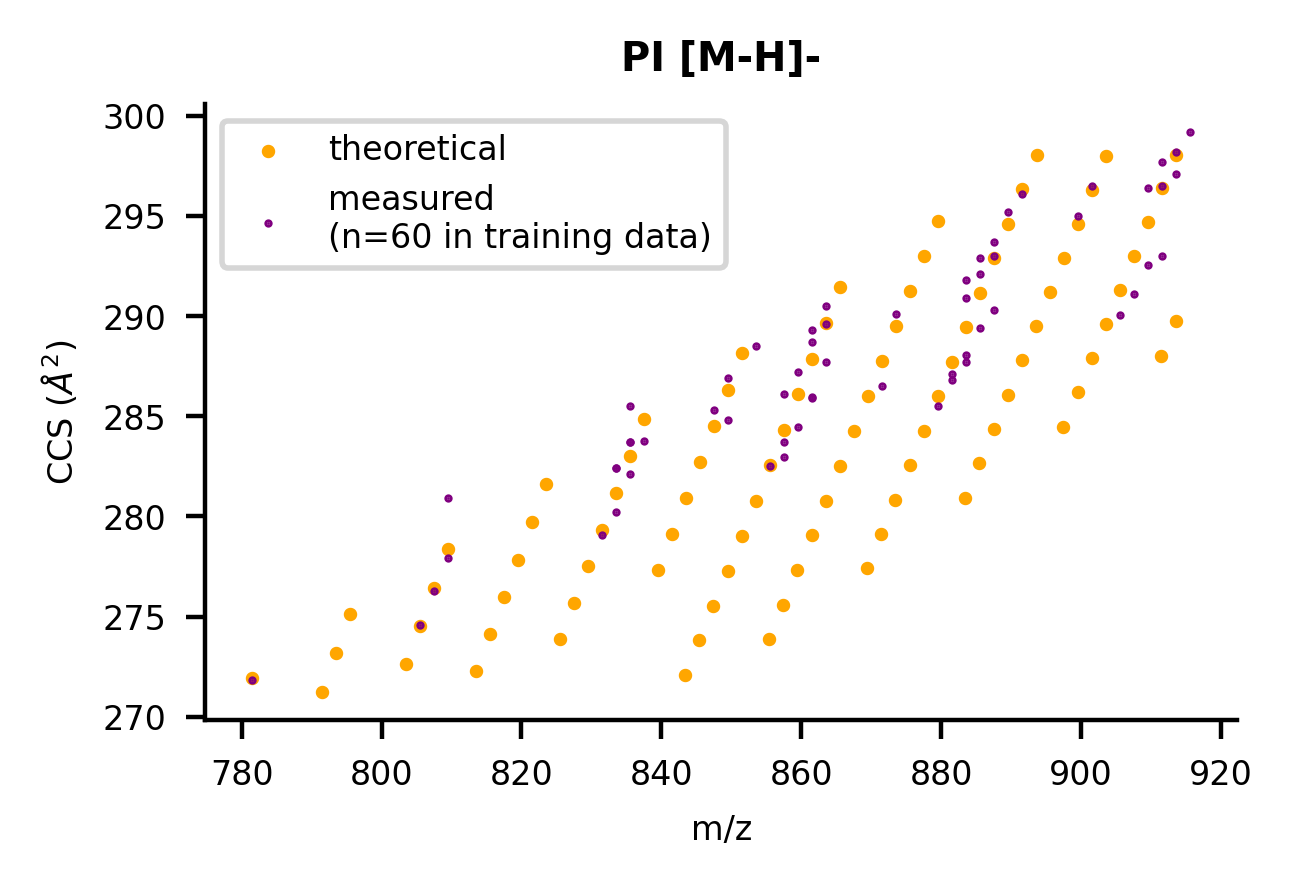 PI [M-H]-
theoretical
measured
(n=60 in training data)
CCS (Å²)
300
295
290
285
280
275
270
780 800 820 840 860 880 900 920
m/z